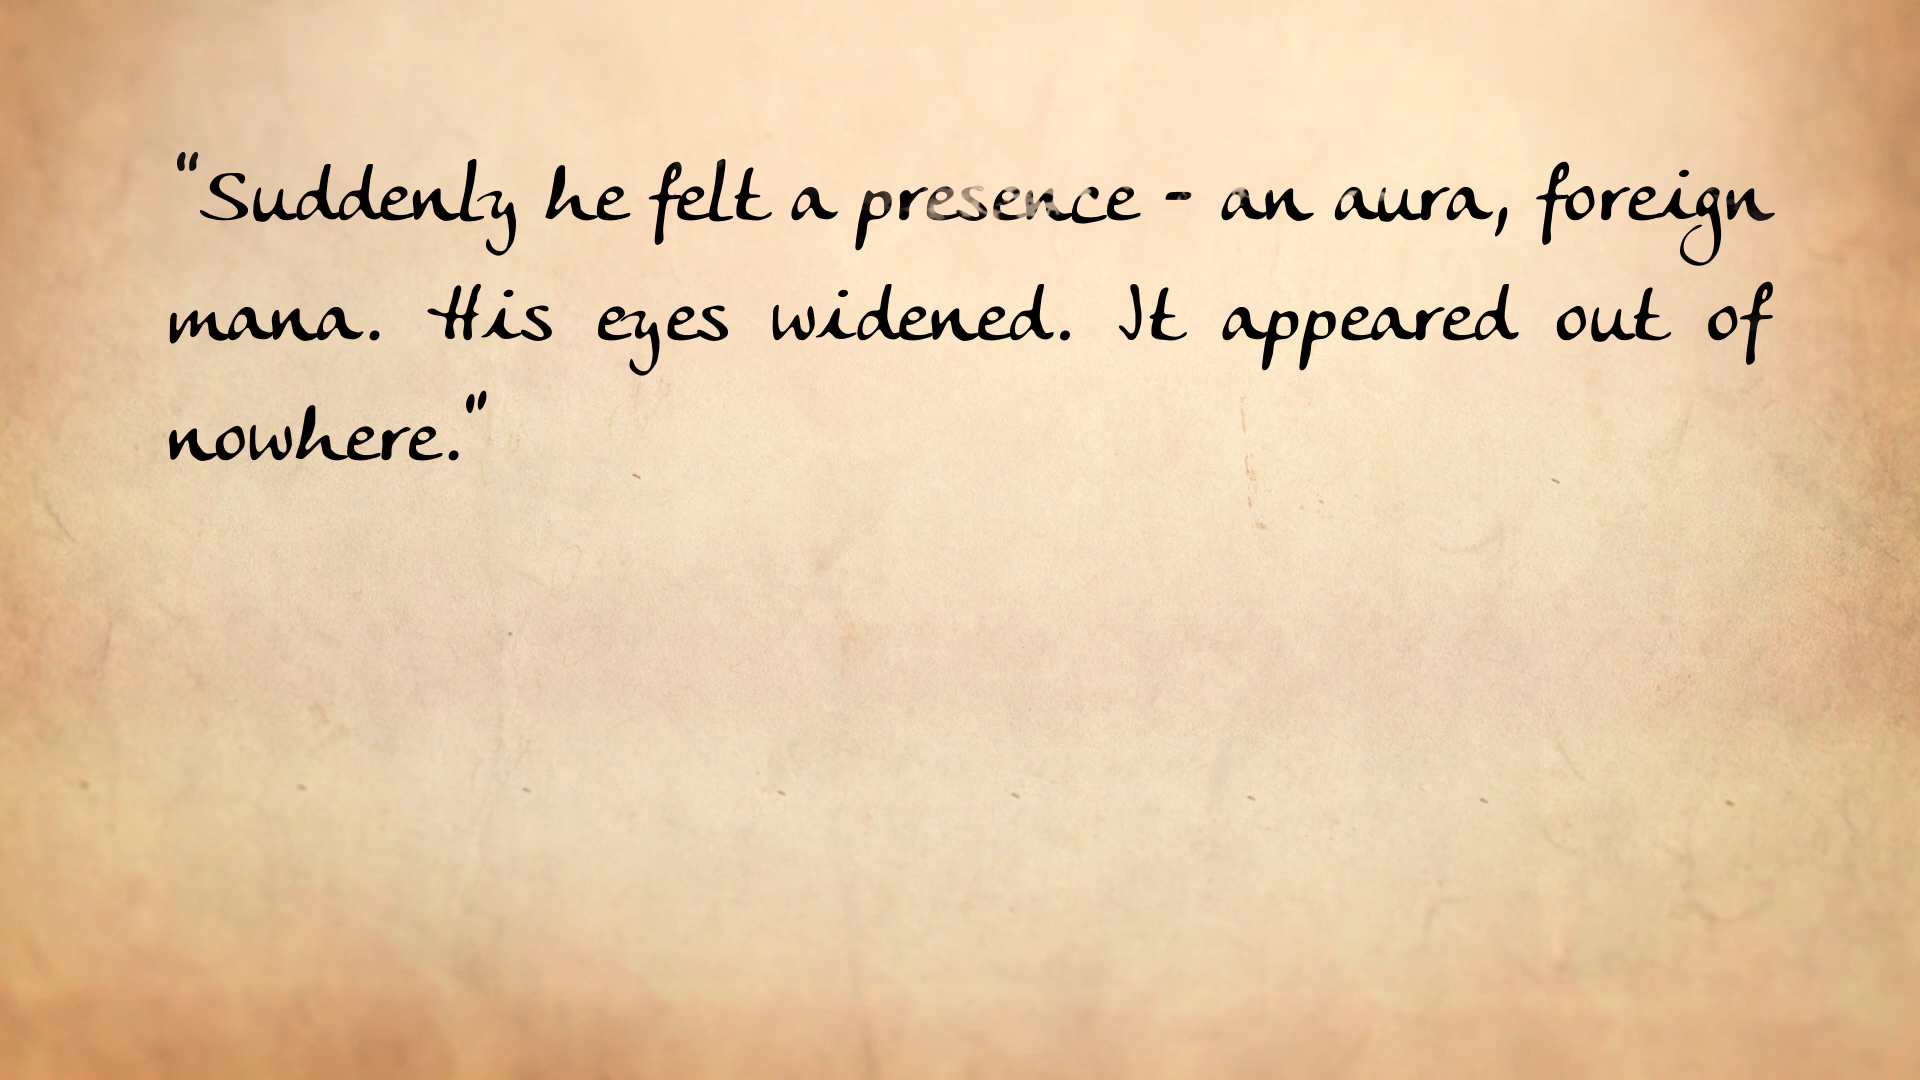 “Suddenly he felt a presence - an aura, foreign
mana. His eyes widened. It appeared out of
nowhere.”